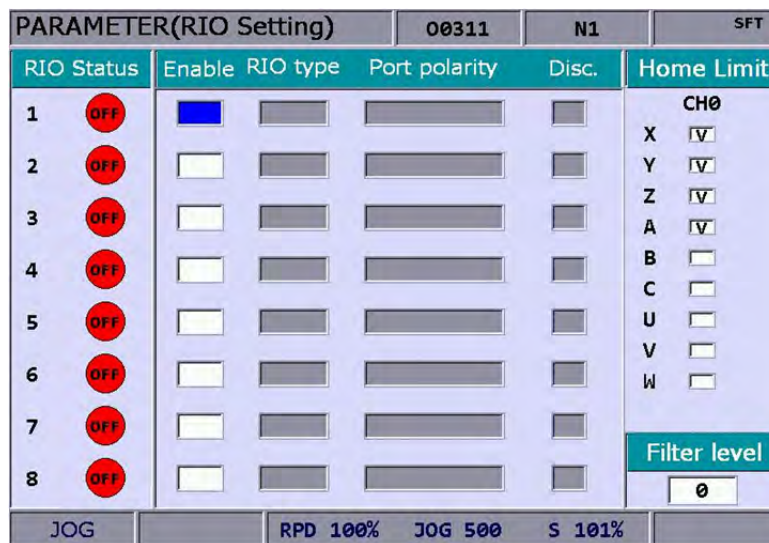 PARAMETER(RIO Setting) O0311 N1 SFT
RIO Status Enable RIO type Port polarity Disc. Home Limit
CH0
1 OFF
X V
2 OFF
Y V
Z V
3 OFF
A V
4 OFF
B
C
5 OFF
U
V
6 OFF
W
7 OFF
Filter level
8 OFF
0
JOG RPD 100% JOG 500 S 101%